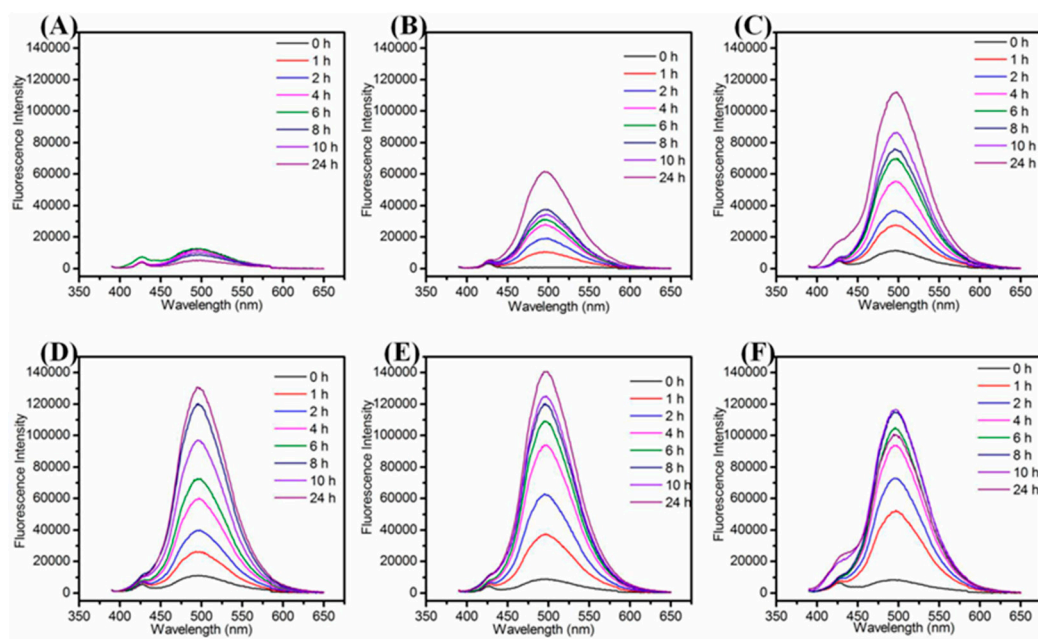 (A)
Fluorescence Intensity
140000
120000
100000
80000
60000
40000
20000
0
350 400 450 500 550 600 650
Wavelength (nm)
0 h
1 h
2 h
4 h
6 h
8 h
10 h
24 h
(B)
Fluorescence Intensity
140000
120000
100000
80000
60000
40000
20000
0
350 400 450 500 550 600 650
Wavelength (nm)
0 h
1 h
2 h
4 h
6 h
8 h
10 h
24 h
(C)
Fluorescence Intensity
140000
120000
100000
80000
60000
40000
20000
0
350 400 450 500 550 600 650
Wavelength (nm)
0 h
1 h
2 h
4 h
6 h
8 h
10 h
24 h
(D)
Fluorescence Intensity
140000
120000
100000
80000
60000
40000
20000
0
350 400 450 500 550 600 650
Wavelength (nm)
0 h
1 h
2 h
4 h
6 h
8 h
10 h
24 h
(E)
Fluorescence Intensity
140000
120000
100000
80000
60000
40000
20000
0
350 400 450 500 550 600 650
Wavelength (nm)
0 h
1 h
2 h
4 h
6 h
8 h
10 h
24 h
(F)
Fluorescence Intensity
140000
120000
100000
80000
60000
40000
20000
0
350 400 450 500 550 600 650
Wavelength (nm)
0 h
1 h
2 h
4 h
6 h
8 h
10 h
24 h